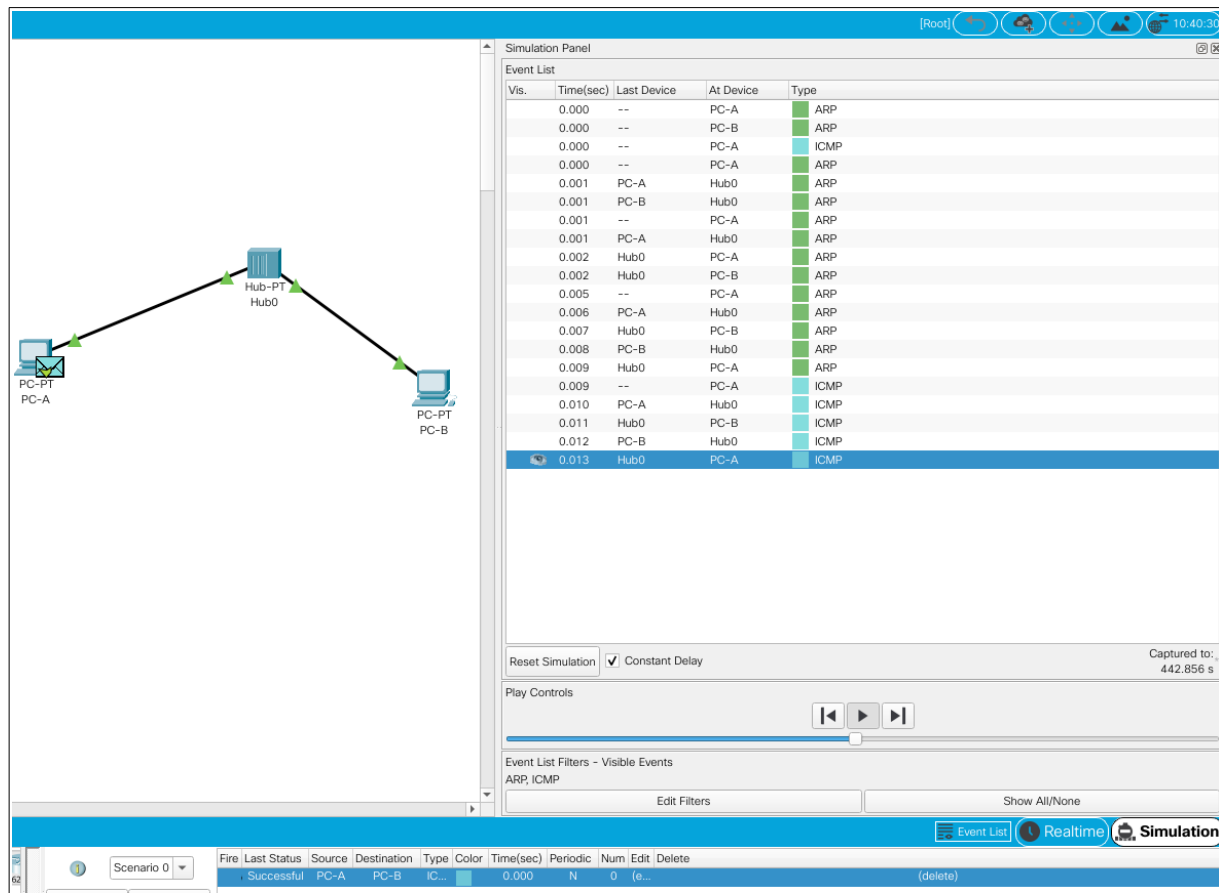 [Root] 10:40:30
Simulation Panel
Event List
Vis. Time(sec) Last Device At Device Type
0.000 -- PC-A ARP
0.000 -- PC-B ARP
0.000 -- PC-A ICMP
0.000 -- PC-A ARP
0.001 PC-A Hub0 ARP
0.001 PC-B Hub0 ARP
0.001 -- PC-A ARP
0.001 PC-A Hub0 ARP
0.002 Hub0 PC-A ARP
0.002 Hub0 PC-B ARP
0.005 -- PC-A ARP
0.006 PC-A Hub0 ARP
0.007 Hub0 PC-B ARP
0.008 PC-B Hub0 ARP
0.009 Hub0 PC-A ARP
0.009 -- PC-A ICMP
0.010 PC-A Hub0 ICMP
0.011 Hub0 PC-B ICMP
0.012 PC-B Hub0 ICMP
0.013 Hub0 PC-A ICMP
Hub-PT
Hub0
PC-PT
PC-A
PC-PT
PC-B
Reset Simulation Constant Delay
Captured to:
442.856 s
Play Controls
Event List Filters - Visible Events
ARP, ICMP
Edit Filters Show All/None
Event List Realtime Simulation
Scenario 0
Fire Last Status Source Destination Type Color Time(sec) Periodic Num Edit Delete
Successful PC-A PC-B IC... 0.000 N 0 (e... (delete)